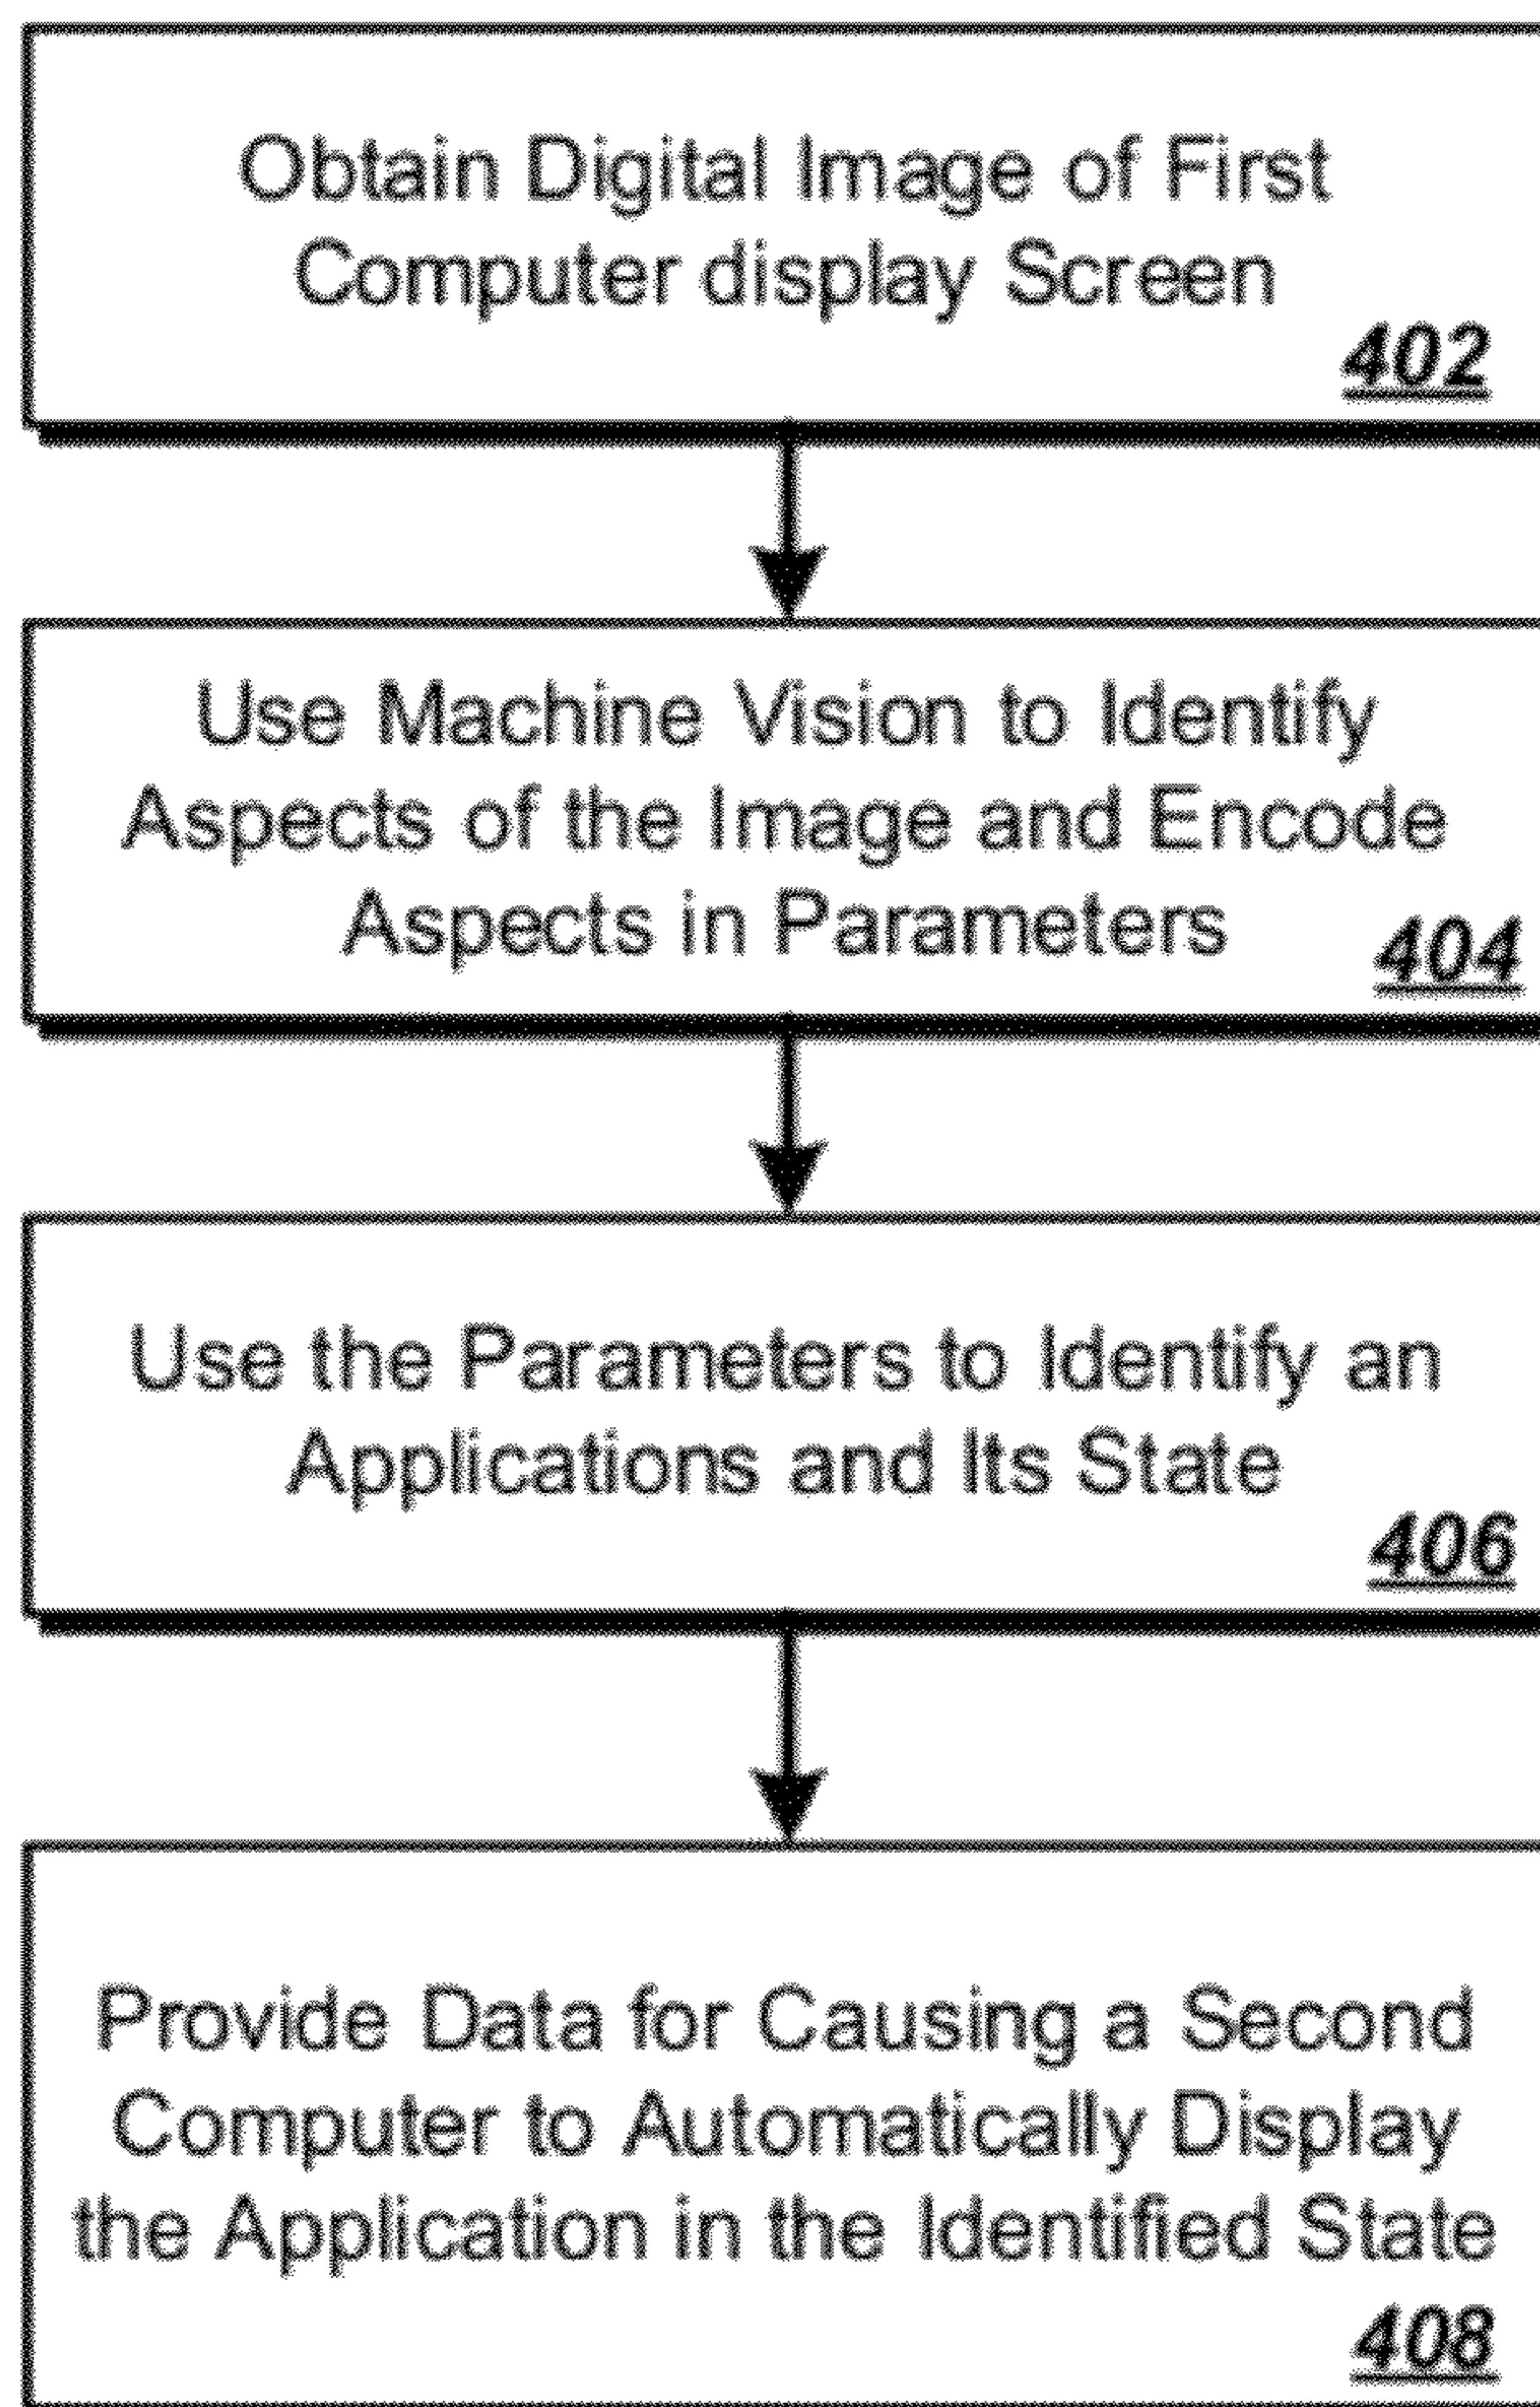 Obtain Digital Image of First
Computer display Screen
402
Use Machine Vision to Identify
Aspects of the Image and Encode
Aspects in Parameters
404
Use the Parameters to Identify an
Applications and Its State
406
Provide Data for Causing a Second
Computer to Automatically Display
the Application in the Identified State
408